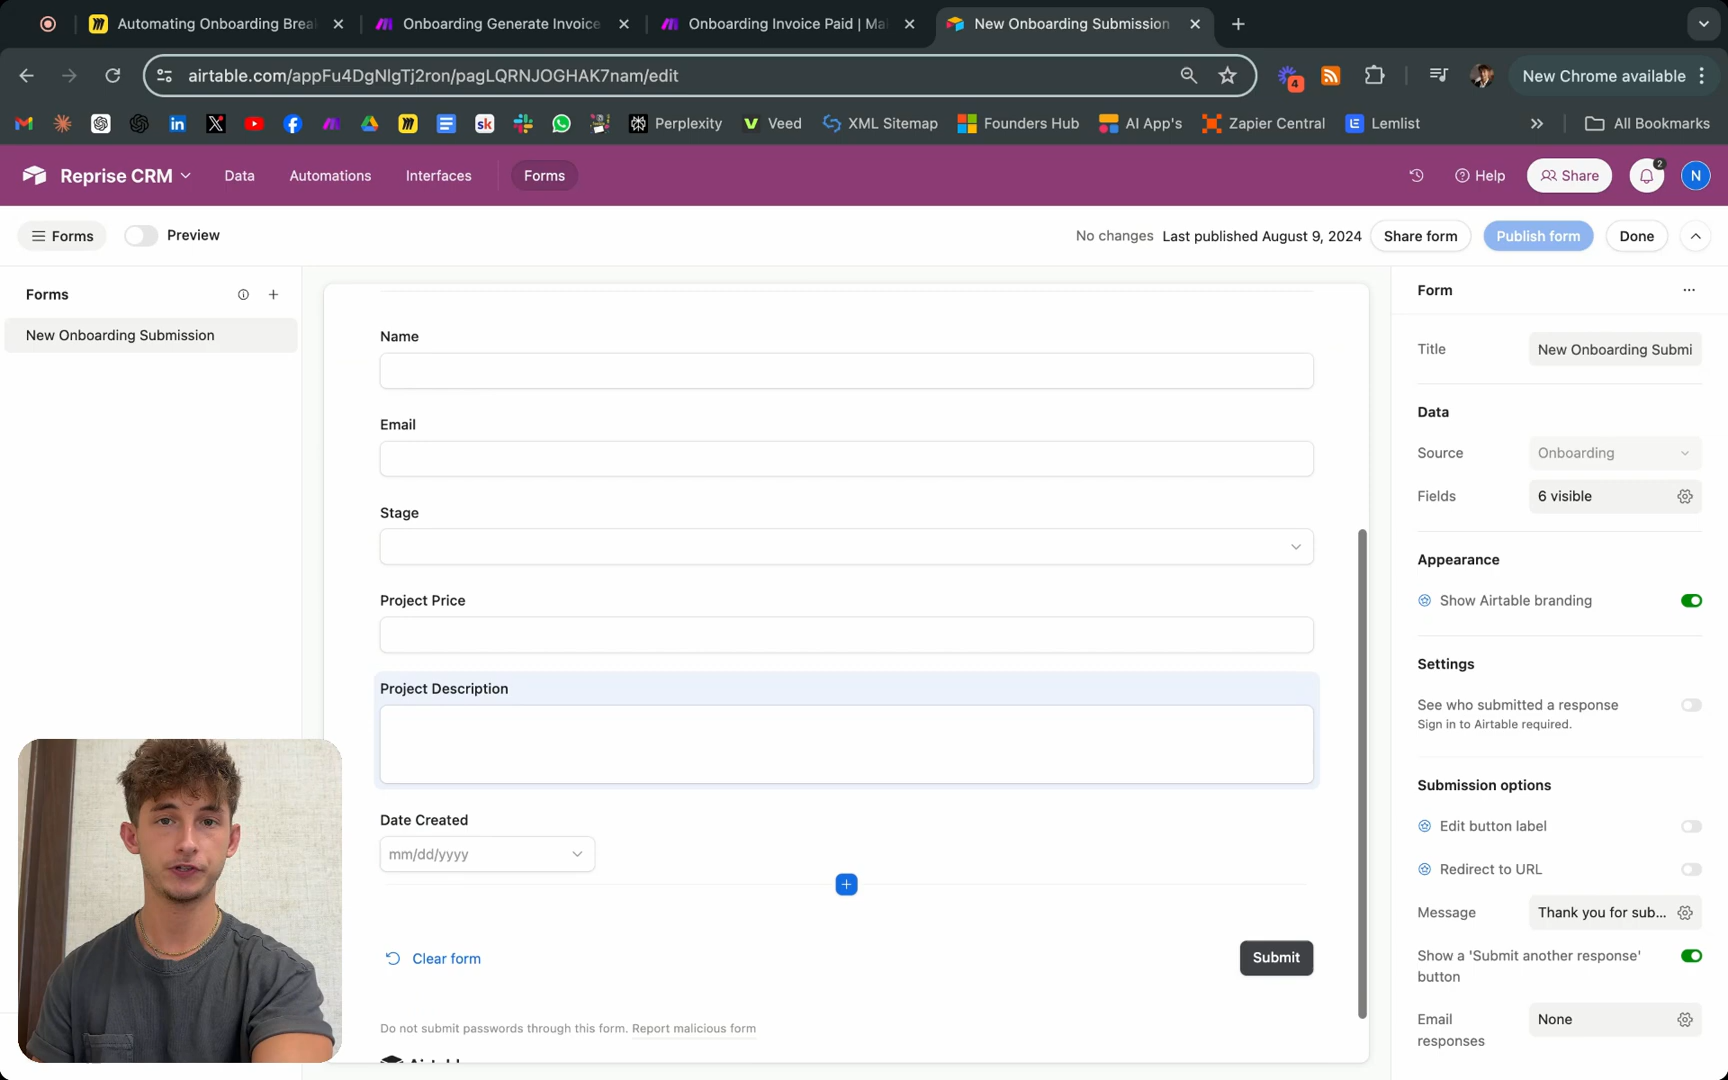 Automating Onboarding Brea
Onboarding Generate Invoice
Onboarding Invoice Paid | Ma
New Onboarding Submission
airtable.com/appFu4DgNlgTj2ron/pagLQRNJOGHAK7nam/edit
4
New Chrome available
sk
Perplexity
Veed
XML Sitemap
Founders Hub
AI App's
Zapier Central
Lemlist
All Bookmarks
Reprise CRM
Data
Automations
Interfaces
Forms
Help
Share
2
N
Forms
Preview
No changes
Last published August 9, 2024
Share form
Publish form
Done
Forms
New Onboarding Submission
Name
Email
Stage
Project Price
Project Description
Date Created
mm/dd/yyyy
Clear form
Submit
Do not submit passwords through this form. Report malicious form
Form
Title
New Onboarding Submi
Data
Source
Onboarding
Fields
6 visible
Appearance
Show Airtable branding
Settings
See who submitted a response
Sign in to Airtable required.
Submission options
Edit button label
Redirect to URL
Message
Thank you for sub...
Show a 'Submit another response'
button
Email
responses
None